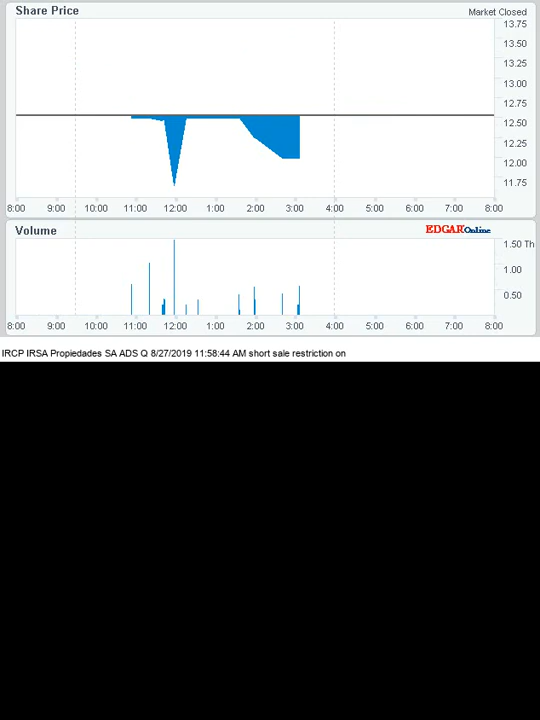 Share Price
Market Closed
13.75
13.50
13.25
13.00
12.75
12.50
12.25
12.00
11.75
8:00 9:00 10:00 11:00 12:00 1:00 2:00 3:00 4:00 5:00 6:00 7:00 8:00
Volume
EDGAR Online
1.50 Th
1.00
0.50
8:00 9:00 10:00 11:00 12:00 1:00 2:00 3:00 4:00 5:00 6:00 7:00 8:00
IRCP IRSA Propiedades SA ADS Q 8/27/2019 11:58:44 AM short sale restriction on